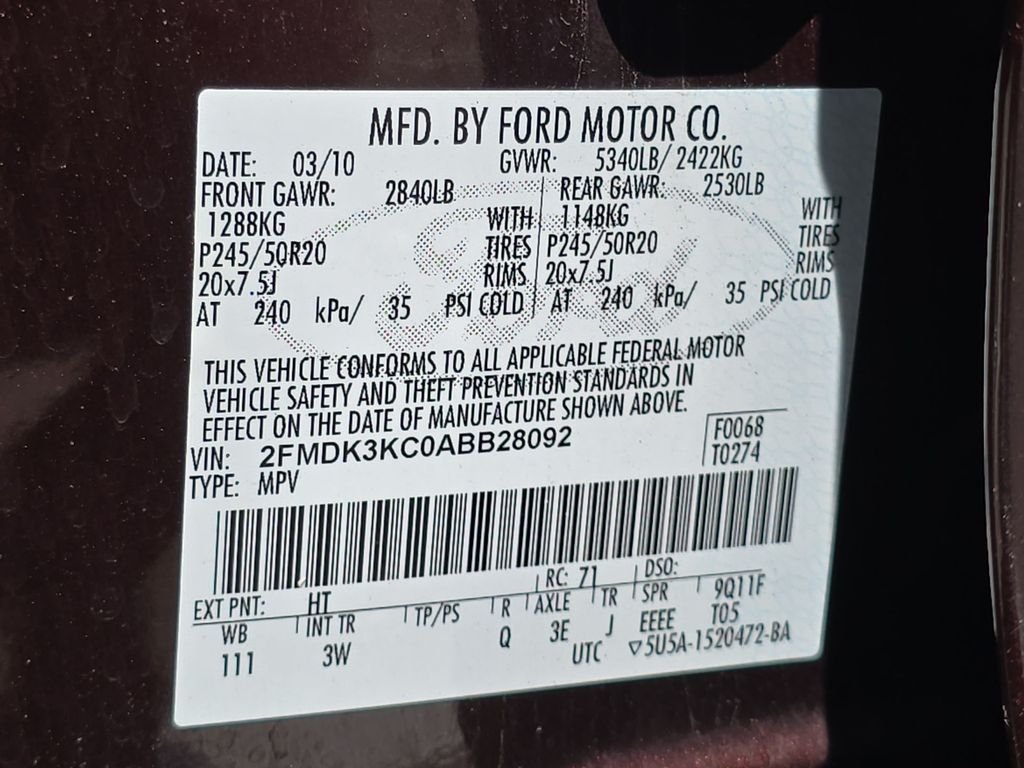 MFD. BY FORD MOTOR CO.
DATE: 03/10 GVWR: 5340LB/ 2422KG
FRONT GAWR: 2840LB REAR GAWR: 2530LB
1288KG WITH 1148KG WITH
P245/50R20 TIRES P245/50R20 TIRES
20x7.5J RIMS 20x7.5J RIMS
AT 240 kPa/ 35 PSI COLD AT 240 kPa/ 35 PSI COLD
THIS VEHICLE CONFORMS TO ALL APPLICABLE FEDERAL MOTOR
VEHICLE SAFETY AND THEFT PREVENTION STANDARDS IN
EFFECT ON THE DATE OF MANUFACTURE SHOWN ABOVE.
VIN: 2FMDK3KC0ABB28092 F0068
TYPE: MPV T0274
EXT PNT: HT RC: 71 DSO:
WB INT TR TP/PS R AXLE TR SPR 9Q11F
111 3W Q 3E J EEEE T05
UTC ▽5U5A-1520472-BA